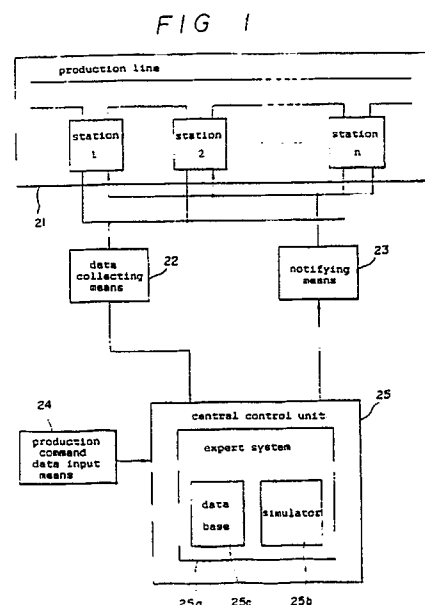 FIG 1
production line
station
1
station
2
station
n
21
data
collecting
means
22
notifying
means
23
24
production
command
data input
means
central control unit
25
expert system
data
base
simulator
25a
25c
25b